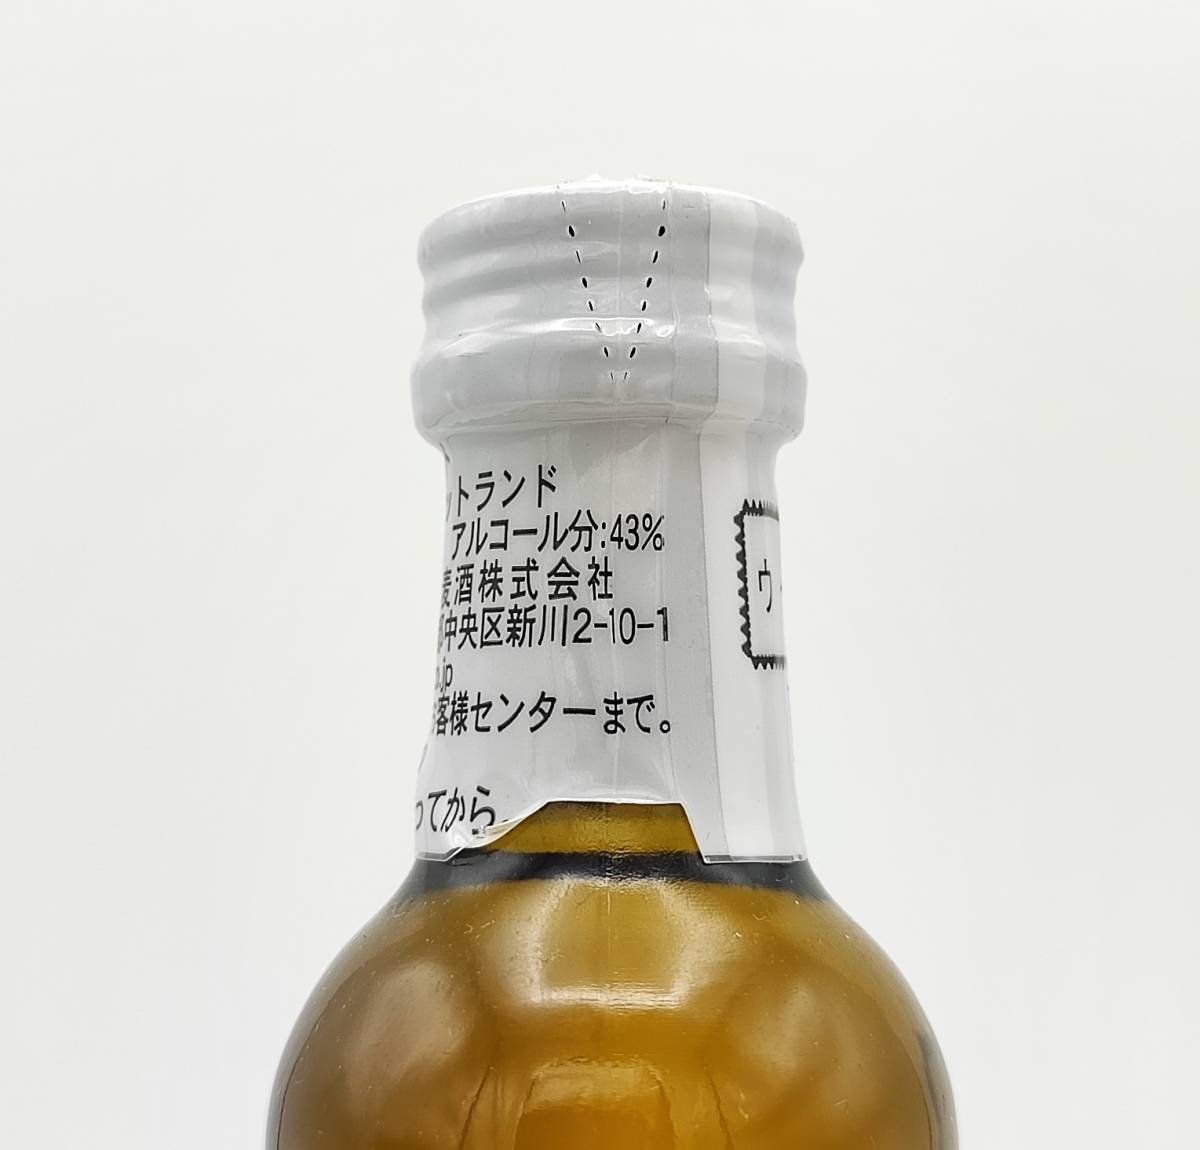 ットランド
アルコール分:43%
麦酒株式会社
中央区新川2-10-1
o.jp
お客様センターまで。
ってから。
ウ